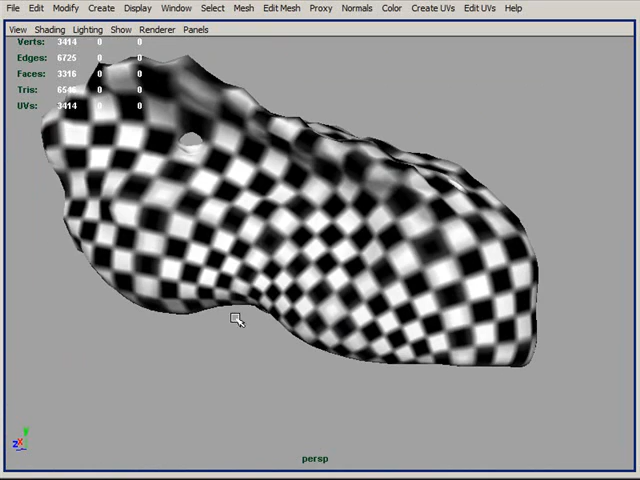 File Edit Modify Create Display Window Select Mesh Edit Mesh Proxy Normals Color Create UVs Edit UVs Help
View Shading Lighting Show Renderer Panels
Verts: 3414 0 0
Edges: 6725 0 0
Faces: 3316 0 0
Tris: 6546 0 0
UVs: 3414 0 0
y
z x
persp